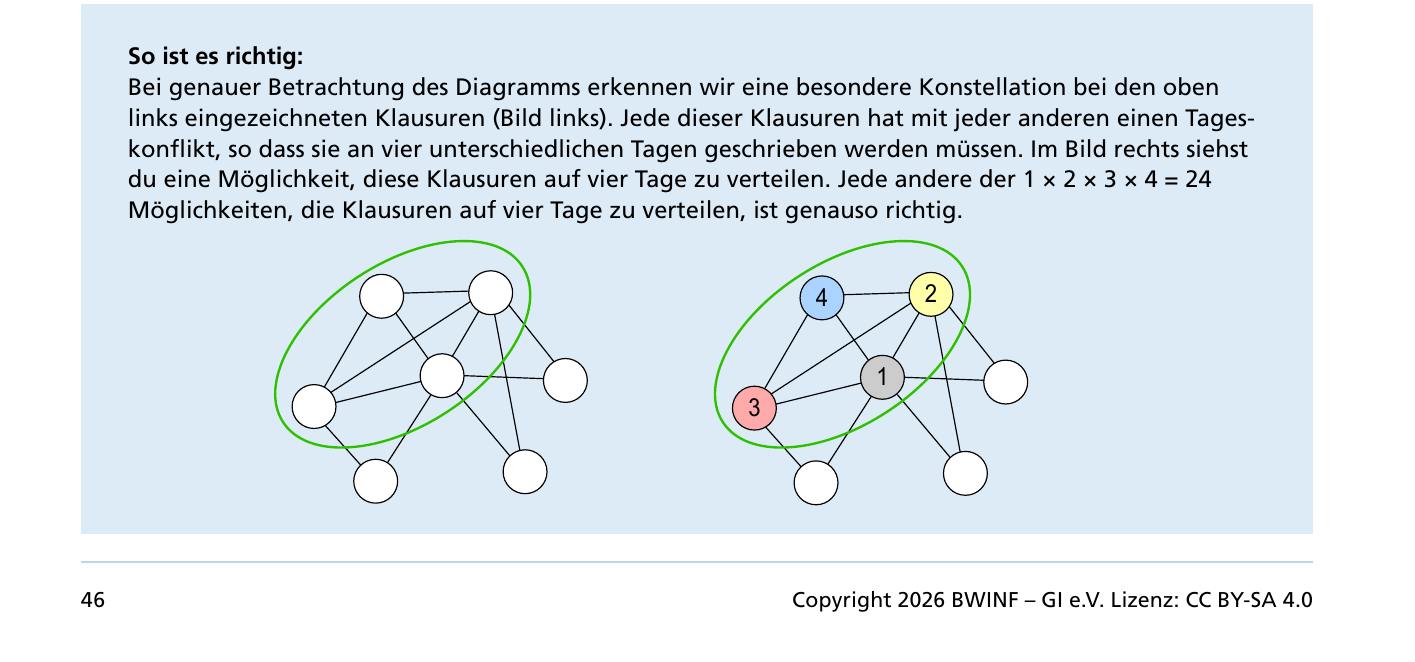 So ist es richtig:
Bei genauer Betrachtung des Diagramms erkennen wir eine besondere Konstellation bei den oben
links eingezeichneten Klausuren (Bild links). Jede dieser Klausuren hat mit jeder anderen einen Tages-
konflikt, so dass sie an vier unterschiedlichen Tagen geschrieben werden müssen. Im Bild rechts siehst
du eine Möglichkeit, diese Klausuren auf vier Tage zu verteilen. Jede andere der 1 × 2 × 3 × 4 = 24
Möglichkeiten, die Klausuren auf vier Tage zu verteilen, ist genauso richtig.
4
2
1
3
46
Copyright 2026 BWINF – GI e.V. Lizenz: CC BY-SA 4.0